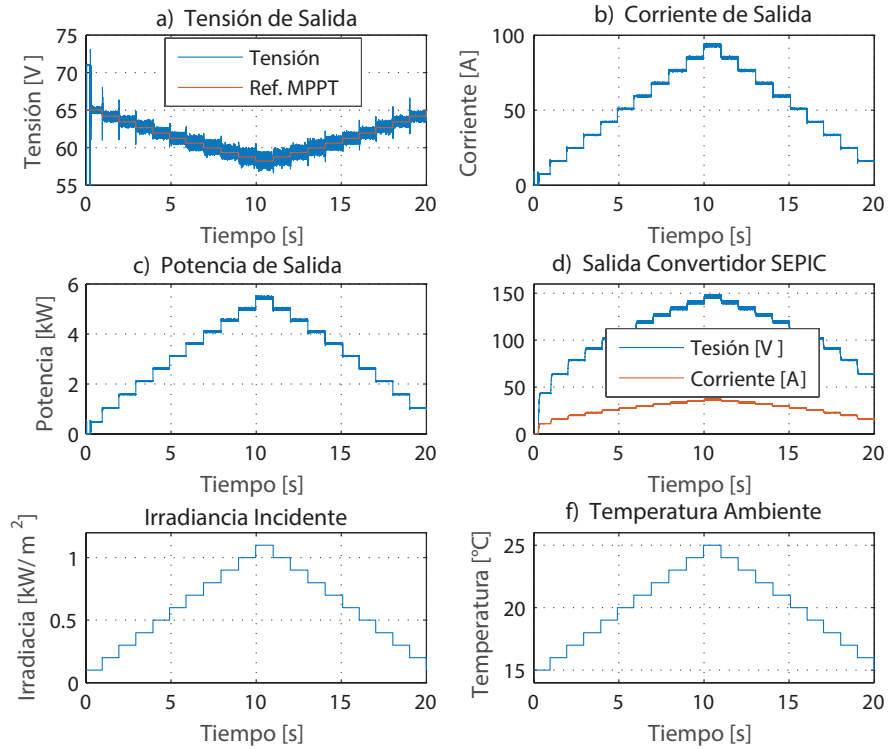 a) Tensión de Salida
75
70
65
60
55
Tensión [V ]
Tensión
Ref. MPPT
0
5
10
15
20
Tiempo [s]
b) Corriente de Salida
100
50
0
Corriente [A]
0
5
10
15
20
Tiempo [s]
c) Potencia de Salida
6
4
2
0
Potencia [kW]
0
5
10
15
20
Tiempo [s]
d) Salida Convertidor SEPIC
150
100
50
0
Tesión [V ]
Corriente [A]
0
5
10
15
20
Tiempo [s]
Irradiancia Incidente
1
0.5
0
Irradiacia [kW/ m 2]
0
5
10
15
20
Tiempo [s]
f) Temperatura Ambiente
25
20
15
Temperatura [°C]
0
5
10
15
20
Tiempo [s]